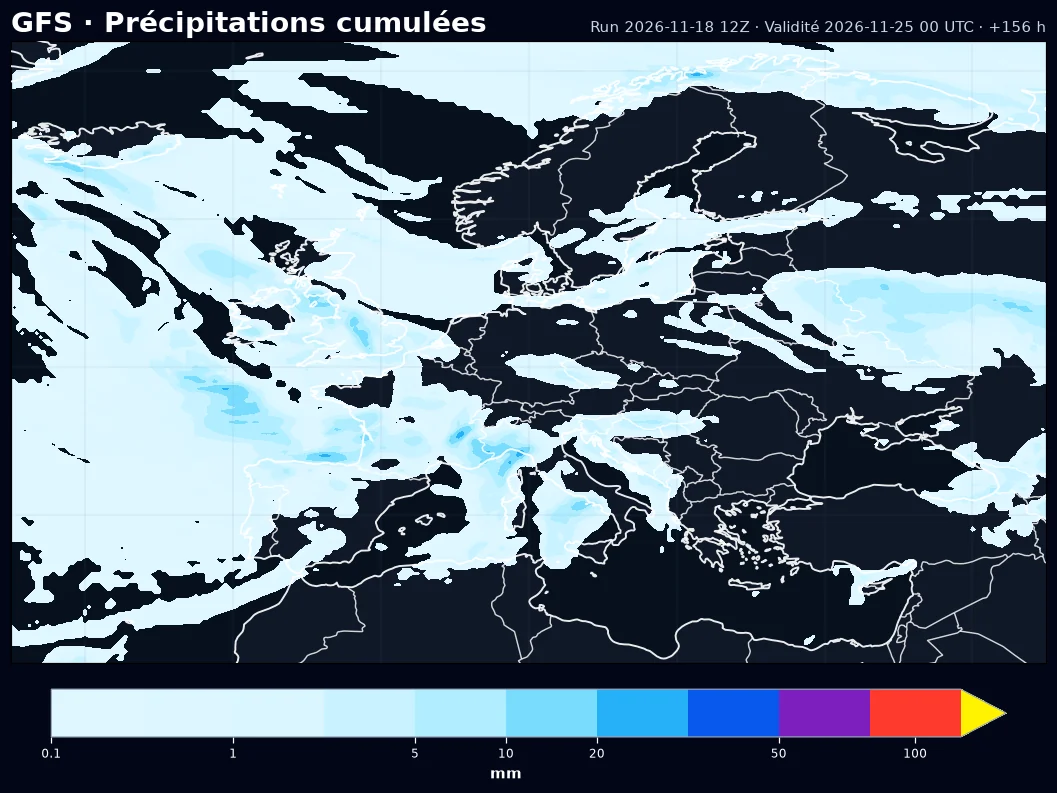 GFS · Précipitations cumulées
Run 2026-11-18 12Z · Validité 2026-11-25 00 UTC · +156 h
0.1 1 5 10 20 50 100
mm